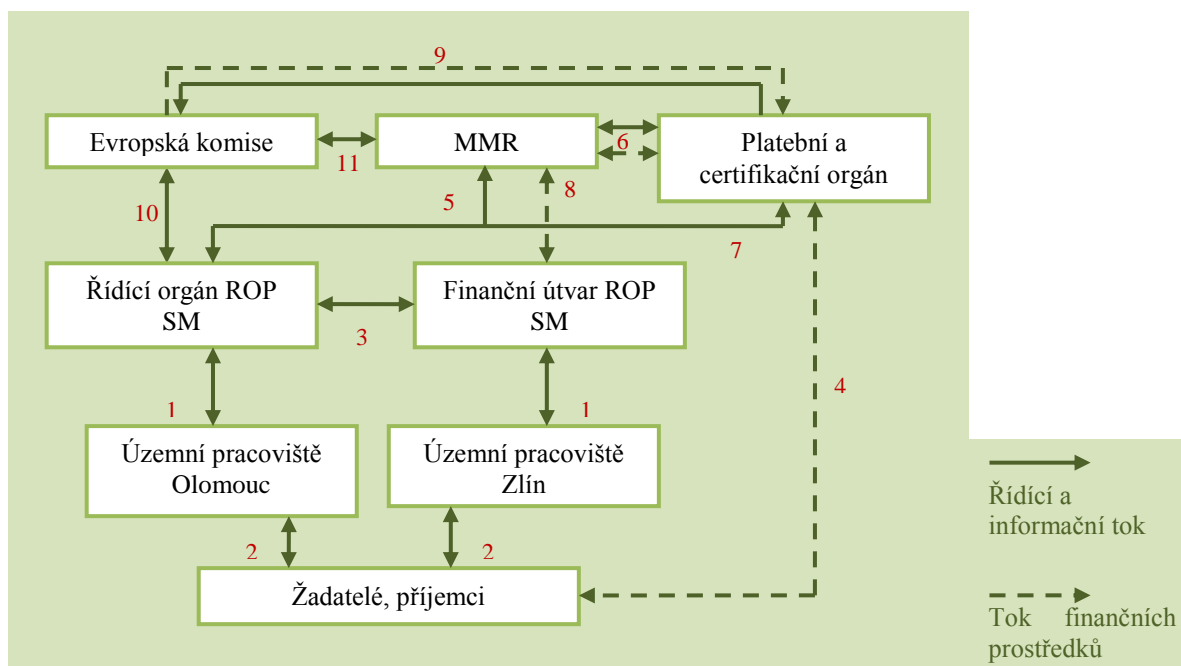 9
Evropská komise
MMR
Platební a
certifikační orgán
6
11
8
5
10
7
Řídící orgán ROP
SM
Finanční útvar ROP
SM
3
4
1
1
Územní pracoviště
Olomouc
Územní pracoviště
Zlín
2
2
Žadatelé, příjemci
Řídící a
informační tok
Tok finančních
prostředků